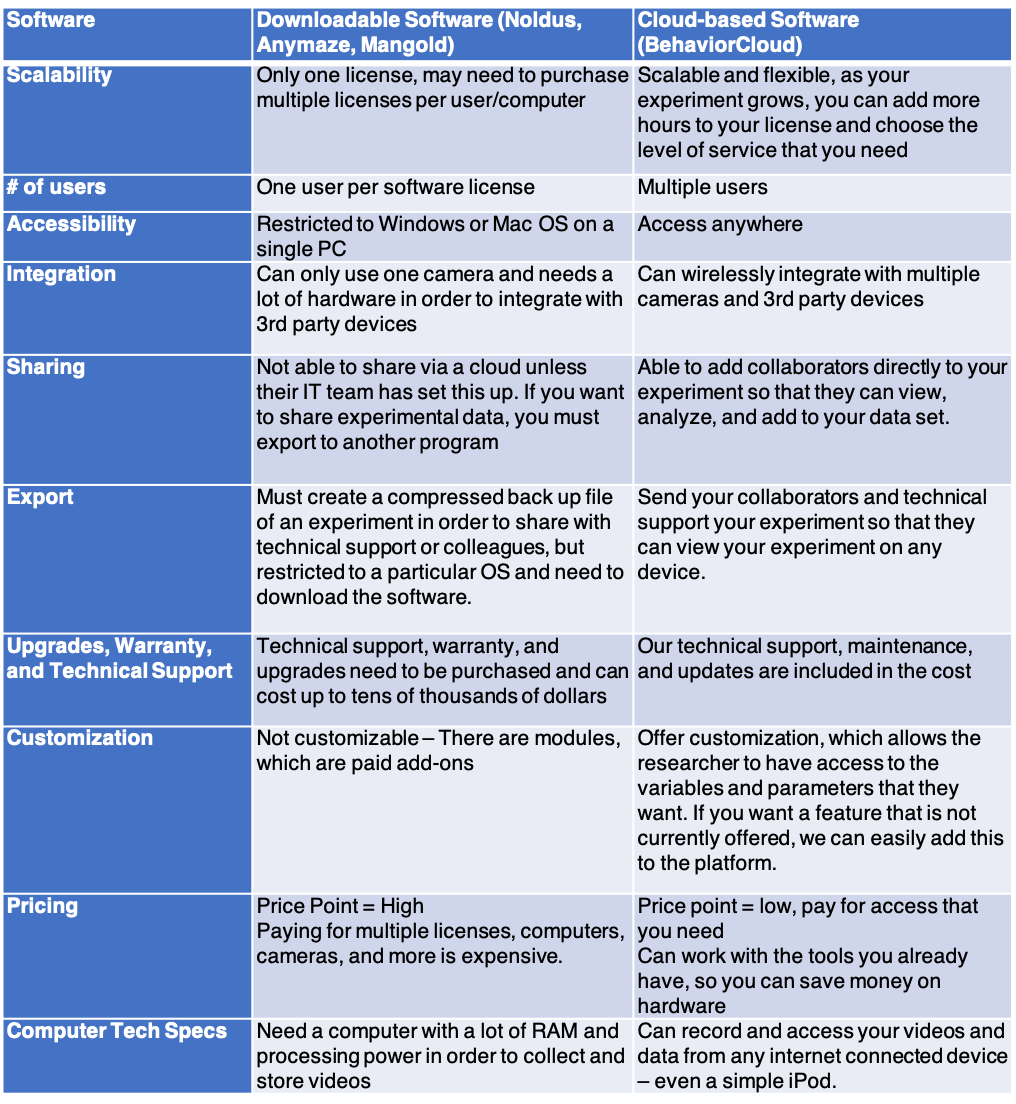 Software
Downloadable Software (Noldus,
Anymaze, Mangold)
Cloud-based Software
(BehaviorCloud)
Scalability
Only one license, may need to purchase
multiple licenses per user/computer
Scalable and flexible, as your
experiment grows, you can add more
hours to your license and choose the
level of service that you need
# of users
One user per software license
Multiple users
Accessibility
Restricted to Windows or Mac OS on a
single PC
Access anywhere
Integration
Can only use one camera and needs a
lot of hardware in order to integrate with
3rd party devices
Can wirelessly integrate with multiple
cameras and 3rd party devices
Sharing
Not able to share via a cloud unless
their IT team has set this up. If you want
to share experimental data, you must
export to another program
Able to add collaborators directly to your
experiment so that they can view,
analyze, and add to your data set.
Export
Must create a compressed back up file
of an experiment in order to share with
technical support or colleagues, but
restricted to a particular OS and need to
download the software.
Send your collaborators and technical
support your experiment so that they
can view your experiment on any
device.
Upgrades, Warranty,
and Technical Support
Technical support, warranty, and
upgrades need to be purchased and can
cost up to tens of thousands of dollars
Our technical support, maintenance,
and updates are included in the cost
Customization
Not customizable – There are modules,
which are paid add-ons
Offer customization, which allows the
researcher to have access to the
variables and parameters that they
want. If you want a feature that is not
currently offered, we can easily add this
to the platform.
Pricing
Price Point = High
Paying for multiple licenses, computers,
cameras, and more is expensive.
Price point = low, pay for access that
you need
Can work with the tools you already
have, so you can save money on
hardware
Computer Tech Specs
Need a computer with a lot of RAM and
processing power in order to collect and
store videos
Can record and access your videos and
data from any internet connected device
– even a simple iPod.